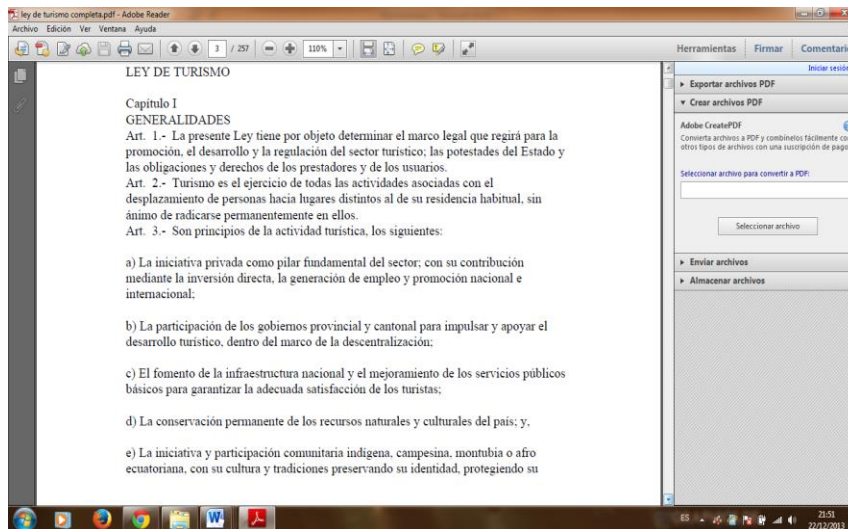 ley de turismo completa.pdf - Adobe Reader
Archivo Edición Ver Ventana Ayuda
3 / 257 110% Herramientas Firmar Comentario
Iniciar sesión
LEY DE TURISMO
Capítulo I
GENERALIDADES
Art. 1.- La presente Ley tiene por objeto determinar el marco legal que regirá para la
promoción, el desarrollo y la regulación del sector turístico; las potestades del Estado y
las obligaciones y derechos de los prestadores y de los usuarios.
Art. 2.- Turismo es el ejercicio de todas las actividades asociadas con el
desplazamiento de personas hacia lugares distintos al de su residencia habitual, sin
ánimo de radicarse permanentemente en ellos.
Art. 3.- Son principios de la actividad turística, los siguientes:
a) La iniciativa privada como pilar fundamental del sector; con su contribución
mediante la inversión directa, la generación de empleo y promoción nacional e
internacional;
b) La participación de los gobiernos provincial y cantonal para impulsar y apoyar el
desarrollo turístico, dentro del marco de la descentralización;
c) El fomento de la infraestructura nacional y el mejoramiento de los servicios públicos
básicos para garantizar la adecuada satisfacción de los turistas;
d) La conservación permanente de los recursos naturales y culturales del país; y,
e) La iniciativa y participación comunitaria indígena, campesina, montubia o afro
ecuatoriana, con su cultura y tradiciones preservando su identidad, protegiendo su
Exportar archivos PDF
Crear archivos PDF
Adobe CreatePDF
Convierta archivos a PDF y combínelos fácilmente co
otros tipos de archivos con una suscripción de pago
Seleccionar archivo para convertir a PDF:
Seleccionar archivo
Enviar archivos
Almacenar archivos
ES 21:51
22/12/2013